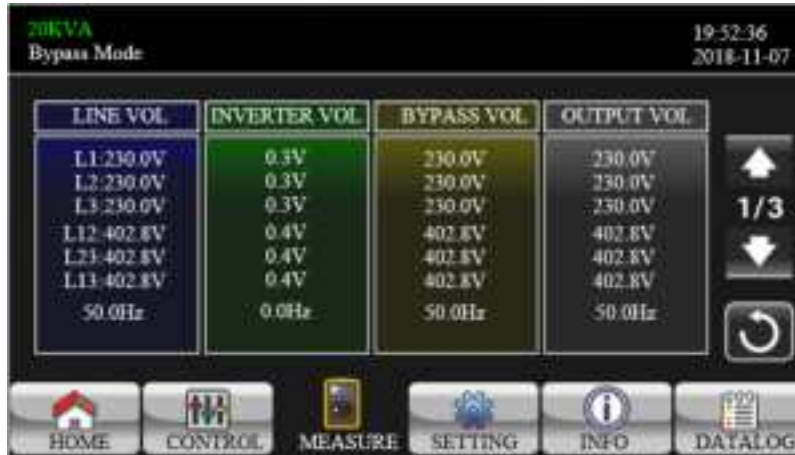 20KVA
Bypass Mode
19:52:36
2018-11-07
LINE VOL. INVERTER VOL. BYPASS VOL. OUTPUT VOL.
L1:230.0V 0.3V 230.0V 230.0V
L2:230.0V 0.3V 230.0V 230.0V
L3:230.0V 0.3V 230.0V 230.0V
L12:402.8V 0.4V 402.8V 402.8V
L23:402.8V 0.4V 402.8V 402.8V
L13:402.8V 0.4V 402.8V 402.8V
50.0Hz 0.0Hz 50.0Hz 50.0Hz
1/3
HOME CONTROL MEASURE SETTING INFO DATALOG